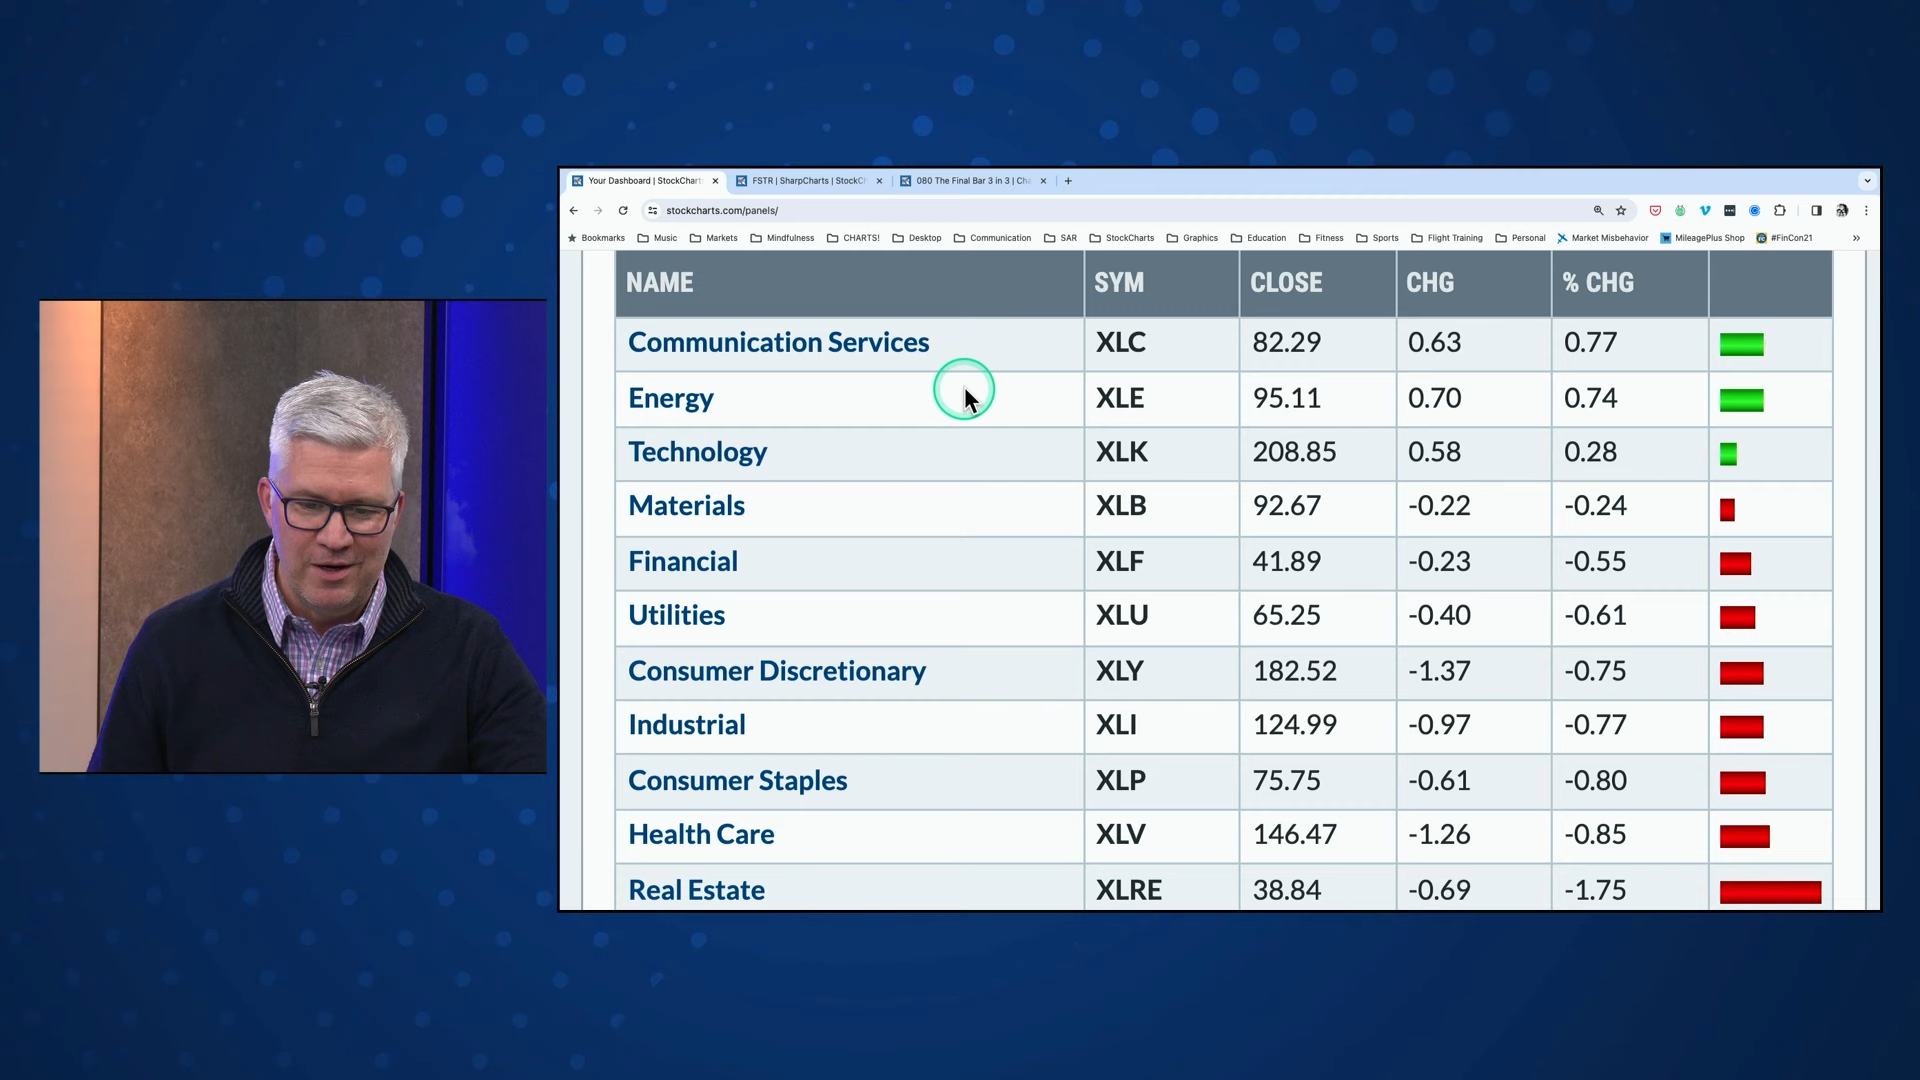 Your Dashboard | StockChart
FSTR | SharpCharts | StockC
080 The Final Bar 3 in 3 | Cha
stockcharts.com/panels/
Bookmarks Music Markets Mindfulness CHARTS! Desktop Communication SAR StockCharts Graphics Education Fitness Sports Flight Training Personal Market Misbehavior MileagePlus Shop #FinCon21
NAME SYM CLOSE CHG % CHG
Communication Services XLC 82.29 0.63 0.77
Energy XLE 95.11 0.70 0.74
Technology XLK 208.85 0.58 0.28
Materials XLB 92.67 -0.22 -0.24
Financial XLF 41.89 -0.23 -0.55
Utilities XLU 65.25 -0.40 -0.61
Consumer Discretionary XLY 182.52 -1.37 -0.75
Industrial XLI 124.99 -0.97 -0.77
Consumer Staples XLP 75.75 -0.61 -0.80
Health Care XLV 146.47 -1.26 -0.85
Real Estate XLRE 38.84 -0.69 -1.75